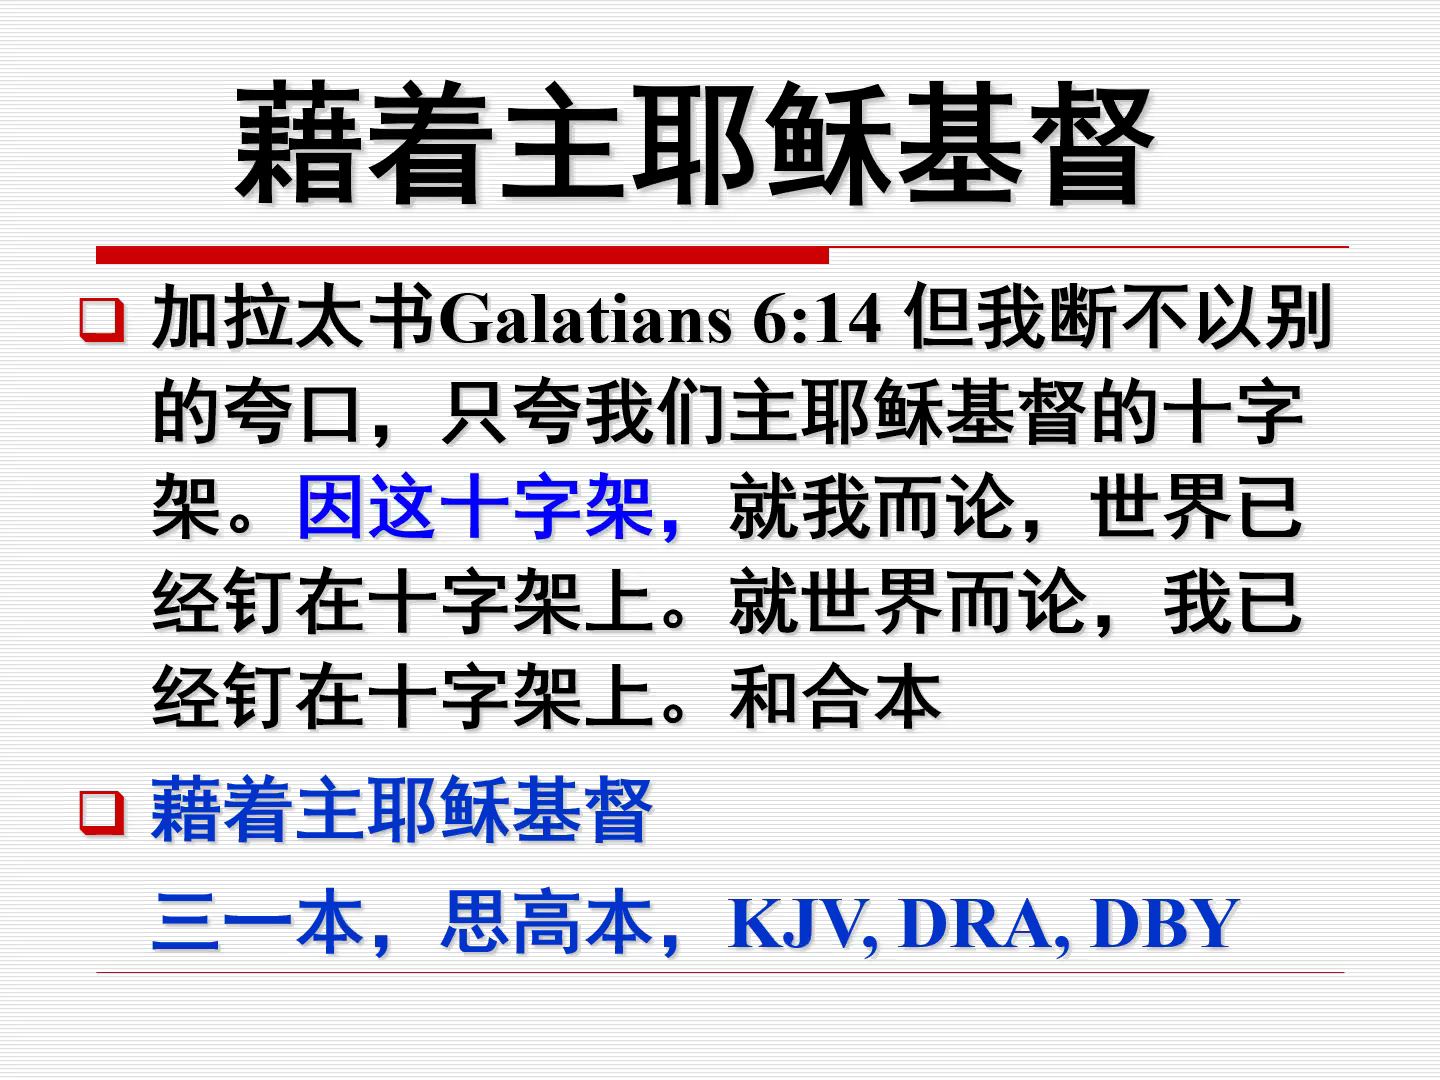 藉着主耶稣基督
加拉太书Galatians 6:14 但我断不以别
的夸口，只夸我们主耶稣基督的十字
架。因这十字架，就我而论，世界已
经钉在十字架上。就世界而论，我已
经钉在十字架上。和合本
藉着主耶稣基督
三一本，思高本，KJV, DRA, DBY